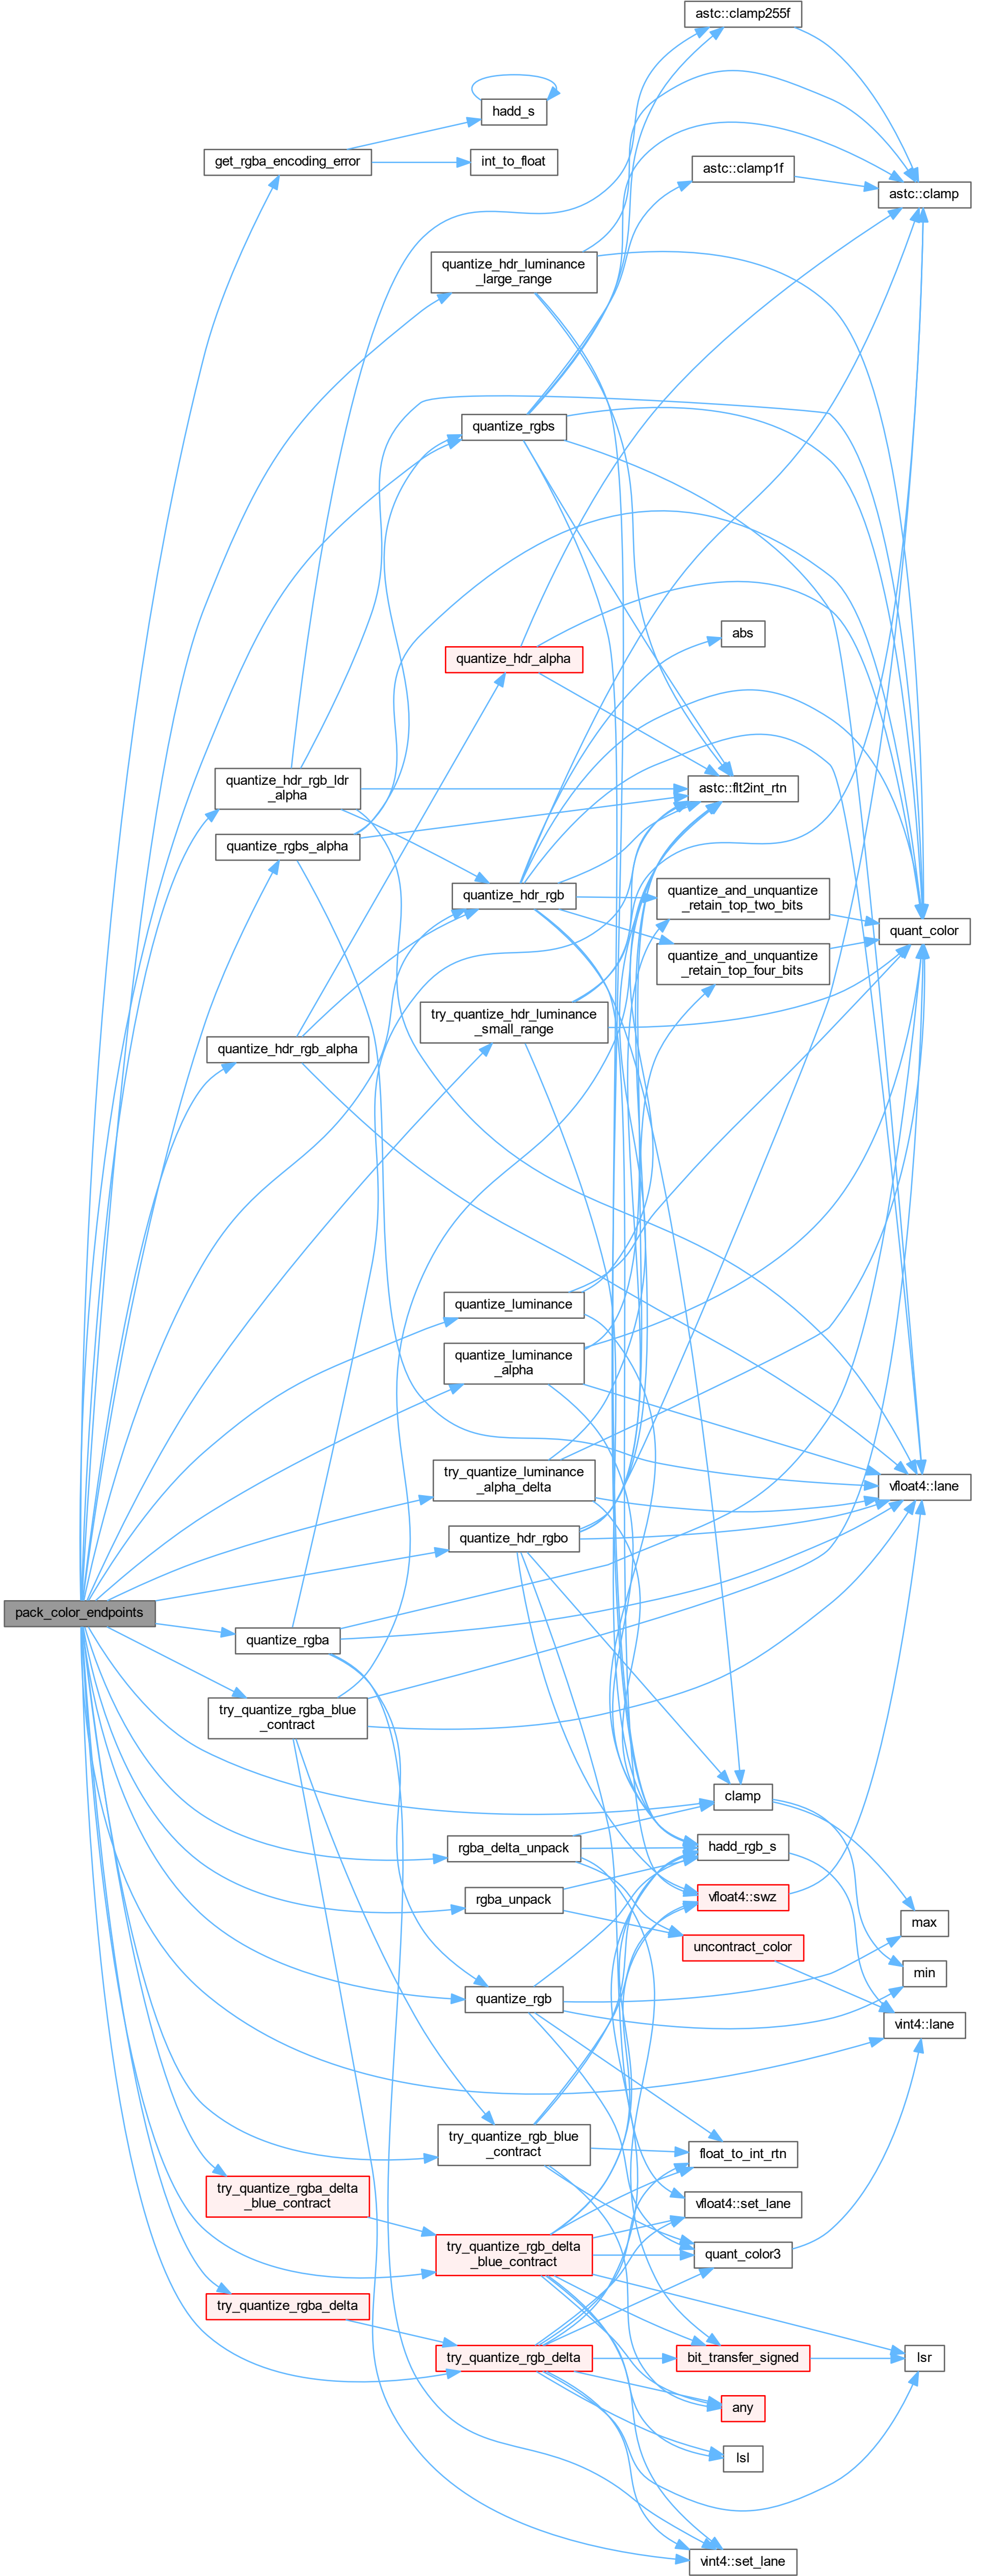 astc::clamp255f
hadd_s
get_rgba_encoding_error
int_to_float
astc::clamp1f
astc::clamp
quantize_hdr_luminance
_large_range
quantize_rgbs
abs
quantize_hdr_alpha
quantize_hdr_rgb_ldr
_alpha
astc::flt2int_rtn
quantize_rgbs_alpha
quantize_hdr_rgb
quantize_and_unquantize
_retain_top_two_bits
quant_color
quantize_and_unquantize
_retain_top_four_bits
try_quantize_hdr_luminance
_small_range
quantize_hdr_rgb_alpha
quantize_luminance
quantize_luminance
_alpha
try_quantize_luminance
_alpha_delta
vfloat4::lane
quantize_hdr_rgbo
pack_color_endpoints
quantize_rgba
try_quantize_rgba_blue
_contract
clamp
rgba_delta_unpack
hadd_rgb_s
rgba_unpack
vfloat4::swz
max
uncontract_color
min
quantize_rgb
vint4::lane
try_quantize_rgb_blue
_contract
float_to_int_rtn
try_quantize_rgba_delta
_blue_contract
vfloat4::set_lane
try_quantize_rgb_delta
_blue_contract
quant_color3
try_quantize_rgba_delta
try_quantize_rgb_delta
bit_transfer_signed
lsr
any
lsl
vint4::set_lane